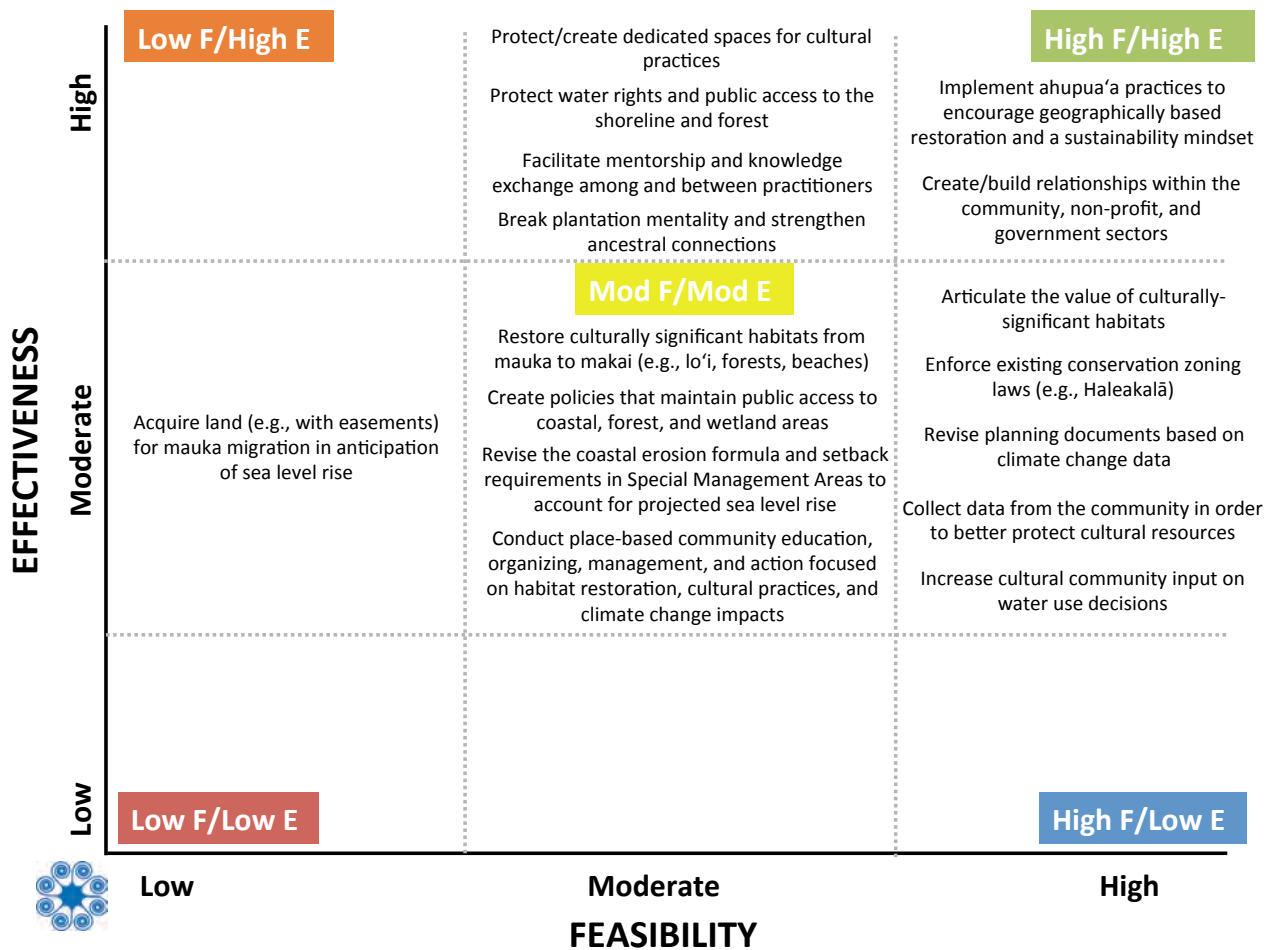 Low F/High E
Protect/create dedicated spaces for cultural
practices
Protect water rights and public access to the
shoreline and forest
Facilitate mentorship and knowledge
exchange among and between practitioners
Break plantation mentality and strengthen
ancestral connections
High F/High E
Implement ahupuaʻa practices to
encourage geographically based
restoration and a sustainability mindset
Create/build relationships within the
community, non-profit, and
government sectors
High
EFFECTIVENESS
Moderate
Acquire land (e.g., with easements)
for mauka migration in anticipation
of sea level rise
Mod F/Mod E
Restore culturally significant habitats from
mauka to makai (e.g., loʻi, forests, beaches)
Create policies that maintain public access to
coastal, forest, and wetland areas
Revise the coastal erosion formula and setback
requirements in Special Management Areas to
account for projected sea level rise
Conduct place-based community education,
organizing, management, and action focused
on habitat restoration, cultural practices, and
climate change impacts
Articulate the value of culturally-
significant habitats
Enforce existing conservation zoning
laws (e.g., Haleakalā)
Revise planning documents based on
climate change data
Collect data from the community in order
to better protect cultural resources
Increase cultural community input on
water use decisions
Low
Low F/Low E
High F/Low E
Low
Moderate
High
FEASIBILITY